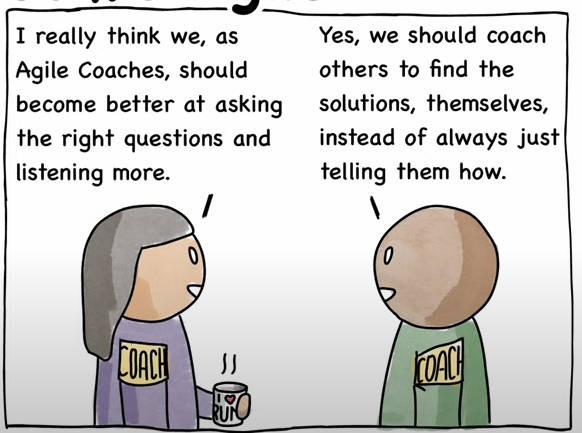 I really think we, as
Agile Coaches, should
become better at asking
the right questions and
listening more.
Yes, we should coach
others to find the
solutions, themselves,
instead of always just
telling them how.
COACH
COACH
I ♥
RUM